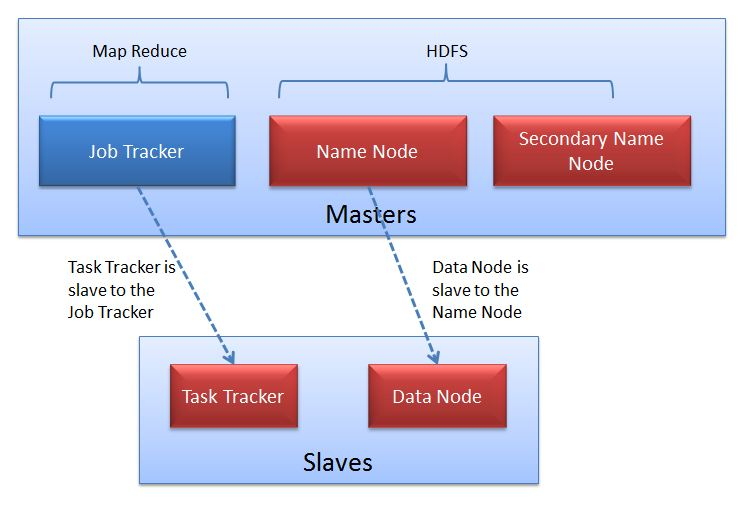 Map Reduce
HDFS
Job Tracker
Name Node
Secondary Name
Node
Masters
Task Tracker is
slave to the
Job Tracker
Data Node is
slave to the
Name Node
Task Tracker
Data Node
Slaves